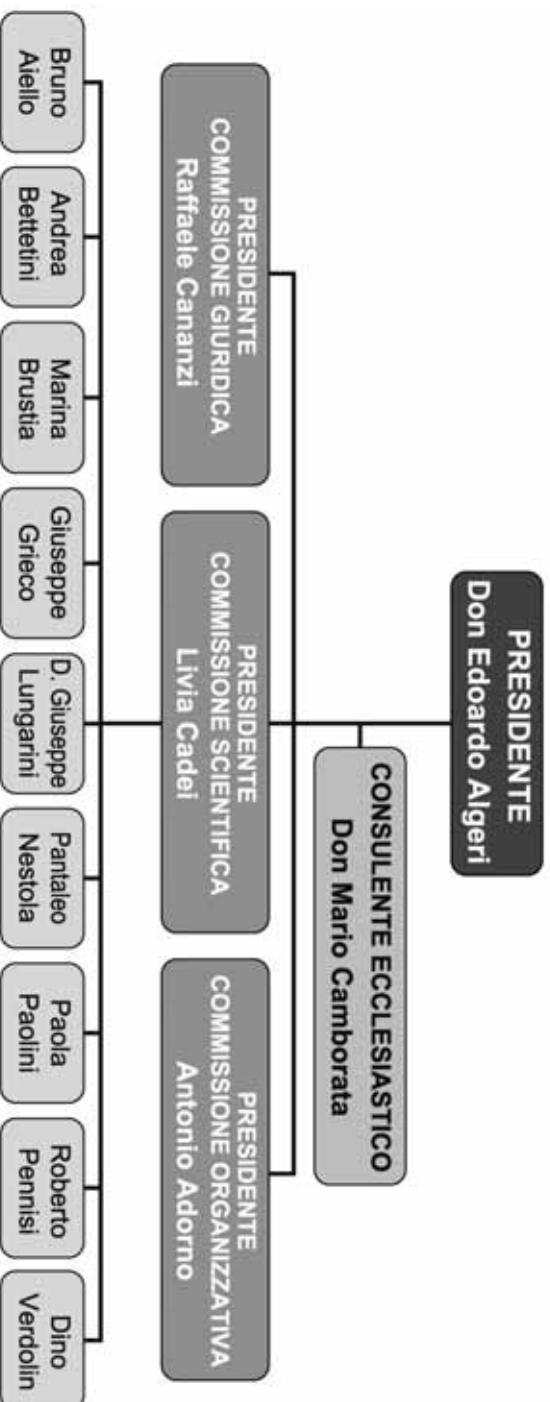 PRESIDENTE
Don Edoardo Algeri
CONSULENTE ECCLESIASTICO
Don Mario Camborata
PRESIDENTE
COMMISSIONE GIURIDICA
Raffaele Cananzi
PRESIDENTE
COMMISSIONE SCIENTIFICA
Livia Cadei
PRESIDENTE
COMMISSIONE ORGANIZZATIVA
Antonio Adorno
Bruno
Aiello
Andrea
Bettetini
Marina
Brustia
Giuseppe
Grieco
D. Giuseppe
Lungarini
Pantaleo
Nestola
Paola
Paolini
Roberto
Pennisi
Dino
Verdolin